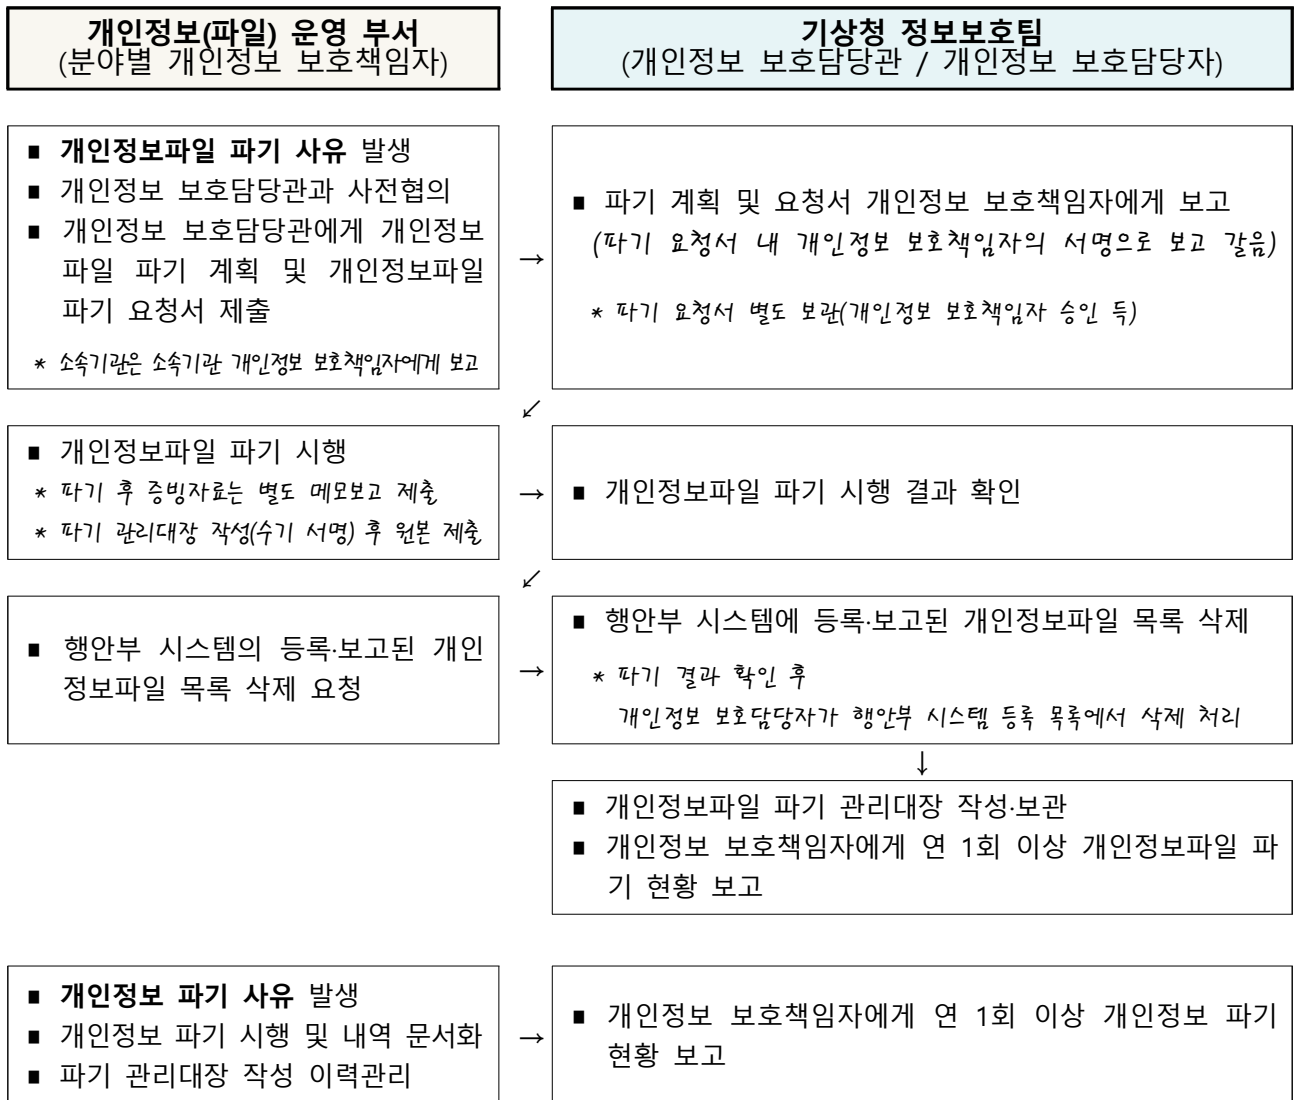 개인정보(파일) 운영 부서
(분야별 개인정보 보호책임자)
기상청 정보보호팀
(개인정보 보호담당관 / 개인정보 보호담당자)
■ 개인정보파일 파기 사유 발생
■ 개인정보 보호담당관과 사전협의
■ 개인정보 보호담당관에게 개인정보
파일 파기 계획 및 개인정보파일
파기 요청서 제출
* 소속기관은 소속기관 개인정보 보호책임자에게 보고
→
■ 파기 계획 및 요청서 개인정보 보호책임자에게 보고
(파기 요청서 내 개인정보 보호책임자의 서명으로 보고 갈음)
* 파기 요청서 별도 보관(개인정보 보호책임자 승인 득)
↙
■ 개인정보파일 파기 시행
* 파기 후 증빙자료는 별도 메모보고 제출
* 파기 관리대장 작성(수기 서명) 후 원본 제출
→
■ 개인정보파일 파기 시행 결과 확인
↙
■ 행안부 시스템의 등록·보고된 개인
정보파일 목록 삭제 요청
→
■ 행안부 시스템에 등록·보고된 개인정보파일 목록 삭제
* 파기 결과 확인 후
개인정보 보호담당자가 행안부 시스템 등록 목록에서 삭제 처리
↓
■ 개인정보파일 파기 관리대장 작성·보관
■ 개인정보 보호책임자에게 연 1회 이상 개인정보파일 파
기 현황 보고
■ 개인정보 파기 사유 발생
■ 개인정보 파기 시행 및 내역 문서화
■ 파기 관리대장 작성 이력관리
→
■ 개인정보 보호책임자에게 연 1회 이상 개인정보 파기
현황 보고